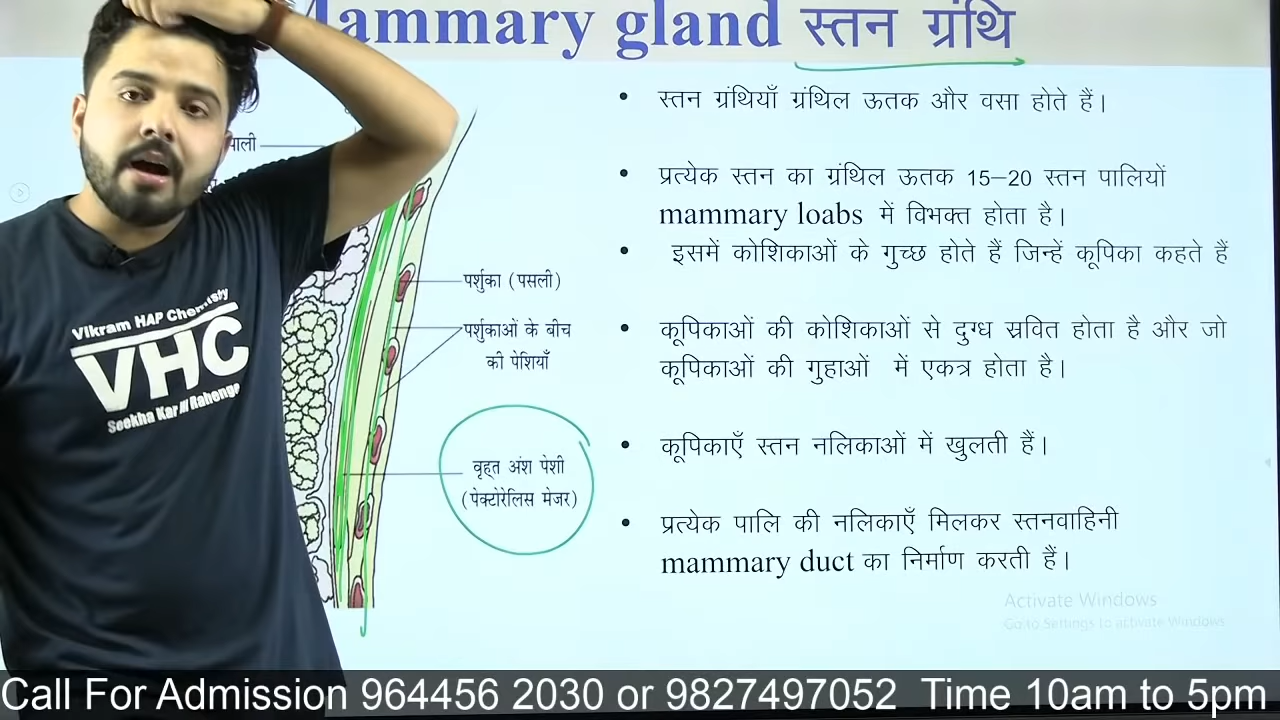 Mammary gland स्तन ग्रंथि
• स्तन ग्रंथियाँ ग्रंथिल ऊतक और वसा होते हैं।
• प्रत्येक स्तन का ग्रंथिल ऊतक 15–20 स्तन पालियों
mammary loabs में विभक्त होता है।
• इसमें कोशिकाओं के गुच्छ होते हैं जिन्हें कूपिका कहते हैं
• कूपिकाओं की कोशिकाओं से दुग्ध स्रवित होता है और जो
कूपिकाओं की गुहाओं में एकत्र होता है।
• कूपिकाएँ स्तन नलिकाओं में खुलती हैं।
• प्रत्येक पालि की नलिकाएँ मिलकर स्तनवाहिनी
mammary duct का निर्माण करती हैं।
पाली
पर्शुका (पसली)
पर्शुकाओं के बीच
की पेशियाँ
वृहत अंश पेशी
(पेक्टोरेलिस मेजर)
Vikram HAP Chemistry
VHC
Seekha Kar Hi Rahenge
Activate Windows
Go to Settings to activate Windows.
Call For Admission 964456 2030 or 9827497052 Time 10am to 5pm